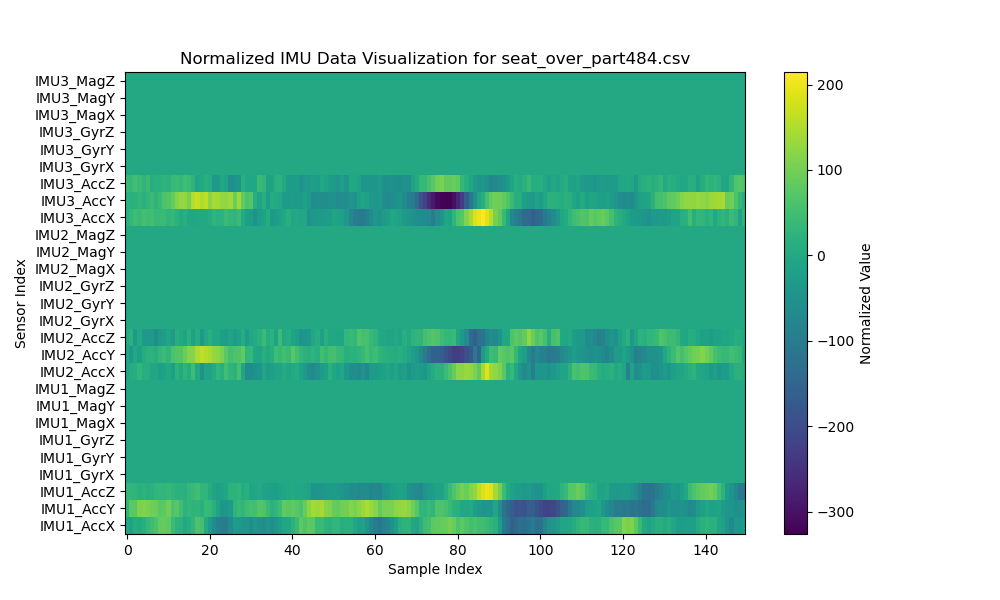 Normalized IMU Data Visualization for seat_over_part484.csv
Sensor Index
IMU3_MagZ
IMU3_MagY
IMU3_MagX
IMU3_GyrZ
IMU3_GyrY
IMU3_GyrX
IMU3_AccZ
IMU3_AccY
IMU3_AccX
IMU2_MagZ
IMU2_MagY
IMU2_MagX
IMU2_GyrZ
IMU2_GyrY
IMU2_GyrX
IMU2_AccZ
IMU2_AccY
IMU2_AccX
IMU1_MagZ
IMU1_MagY
IMU1_MagX
IMU1_GyrZ
IMU1_GyrY
IMU1_GyrX
IMU1_AccZ
IMU1_AccY
IMU1_AccX
0 20 40 60 80 100 120 140
Sample Index
200
100
0
−100
−200
−300
Normalized Value